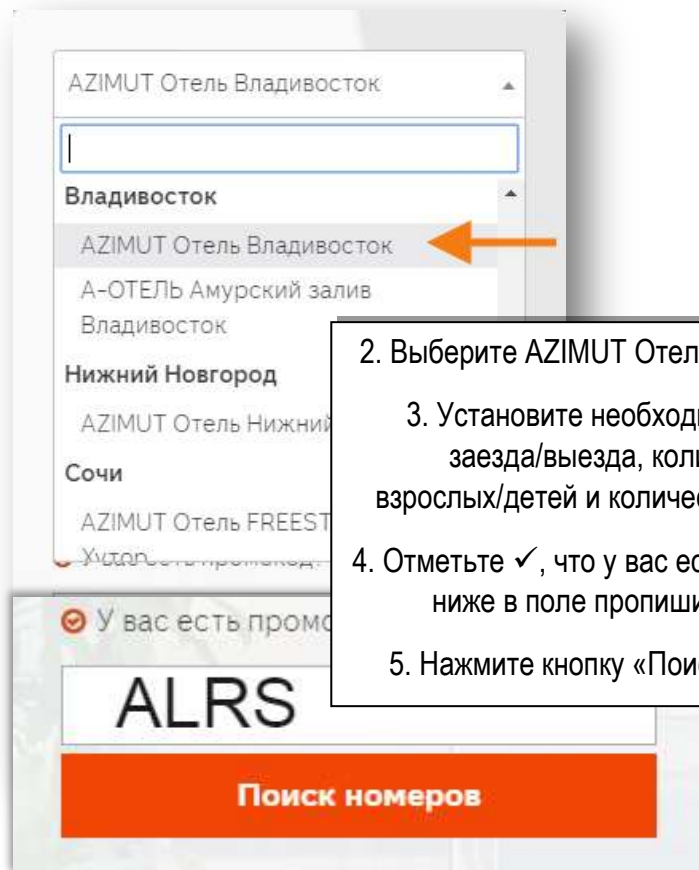 AZIMUT Отель Владивосток
Владивосток
AZIMUT Отель Владивосток
А-ОТЕЛЬ Амурский залив
Владивосток
Нижний Новгород
AZIMUT Отель Нижний
Сочи
AZIMUT Отель FREEST
2. Выберите AZIMUT Отел
3. Установите необход
заезда/выезда, кол
взрослых/детей и количес
4. Отметьте ✓, что у вас ес
ниже в поле пропиш
5. Нажмите кнопку «Пои
У вас есть промо
ALRS
Поиск номеров